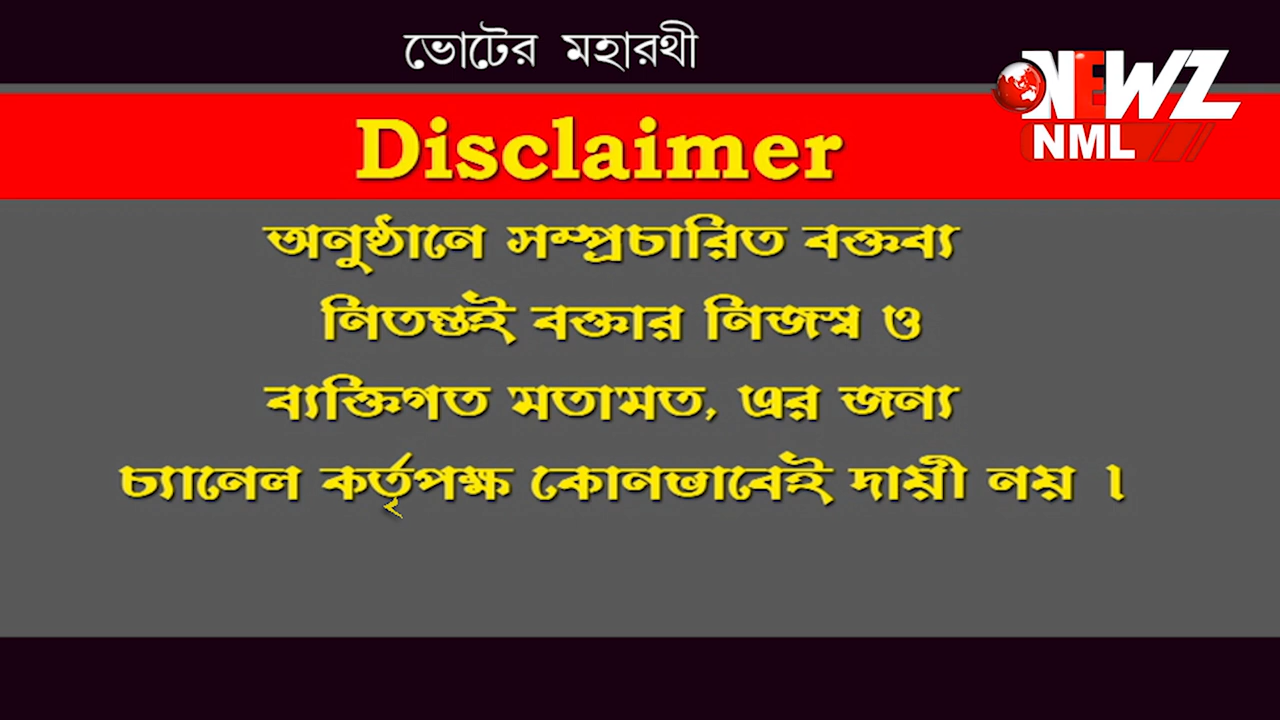 ভোটের মহারথী
NEWZ
NML
Disclaimer
অনুষ্ঠানে সম্প্রচারিত বক্তব্য
নিতন্তই বক্তার নিজস্ব ও
ব্যক্তিগত মতামত, এর জন্য
চ্যানেল কর্তৃপক্ষ কোনভাবেই দায়ী নয় ।